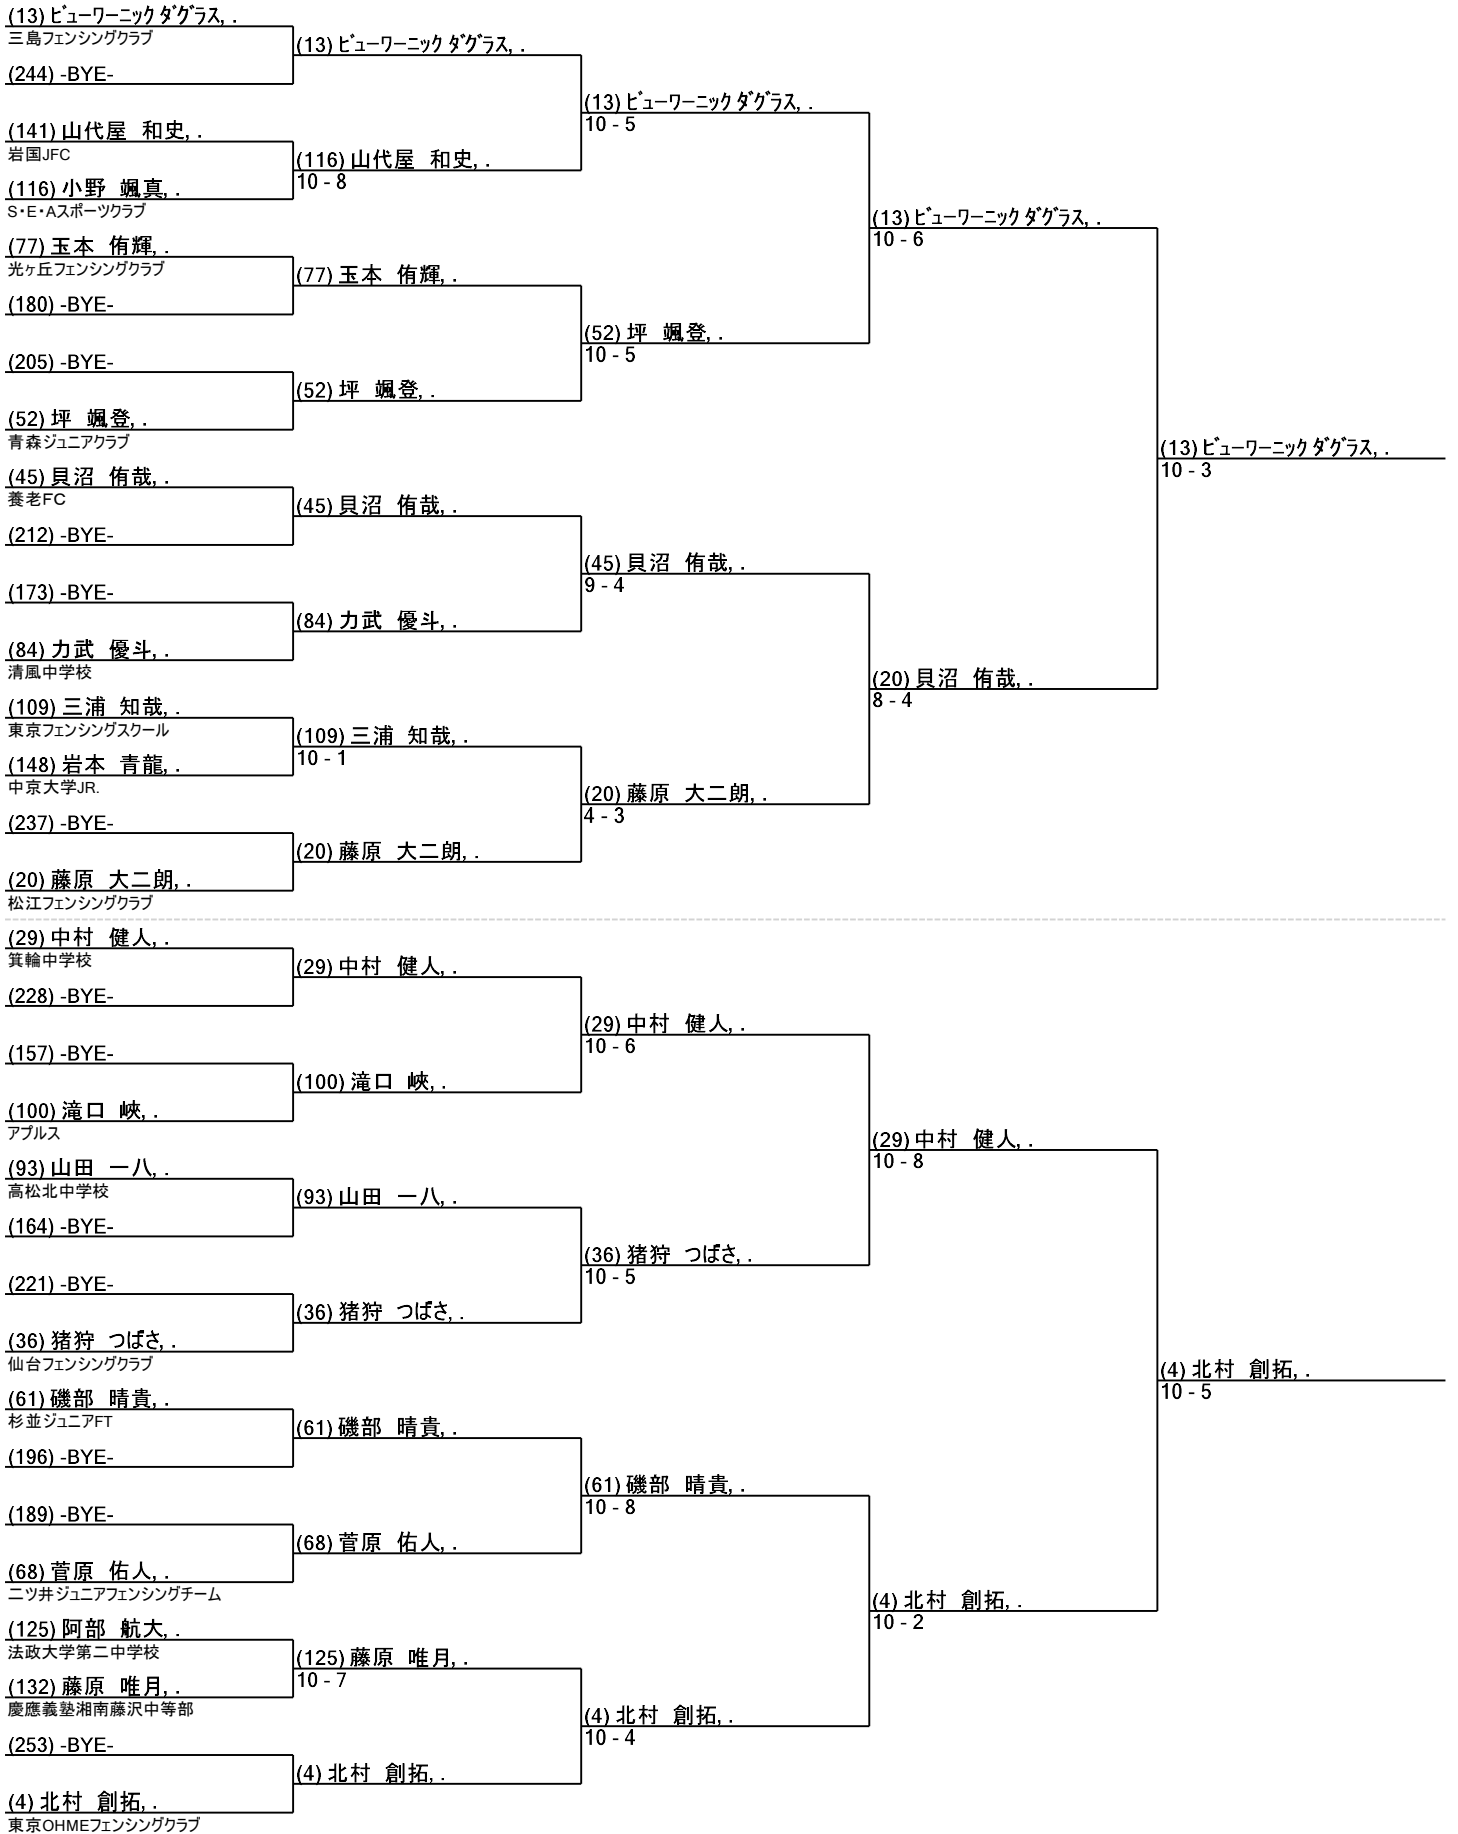 (13) ﾋﾞｭｰﾜｰﾆｯｸ ﾀﾞｸﾞﾗｽ, .
三島フェンシングクラブ
(244) -BYE-
(141) 山代屋　和史, .
岩国JFC
(116) 小野　颯真, .
S・E・Aスポーツクラブ
(77) 玉本　侑輝, .
光ヶ丘フェンシングクラブ
(180) -BYE-
(205) -BYE-
(52) 坪　颯登, .
青森ジュニアクラブ
(45) 貝沼　侑哉, .
養老FC
(212) -BYE-
(173) -BYE-
(84) 力武　優斗, .
清風中学校
(109) 三浦　知哉, .
東京フェンシングスクール
(148) 岩本　青龍, .
中京大学JR.
(237) -BYE-
(20) 藤原　大二朗, .
松江フェンシングクラブ
(29) 中村　健人, .
箕輪中学校
(228) -BYE-
(157) -BYE-
(100) 滝口　峽, .
アプルス
(93) 山田　一八, .
高松北中学校
(164) -BYE-
(221) -BYE-
(36) 猪狩　つばさ, .
仙台フェンシングクラブ
(61) 磯部　晴貴, .
杉並ジュニアFT
(196) -BYE-
(189) -BYE-
(68) 菅原　佑人, .
二ツ井ジュニアフェンシングチーム
(125) 阿部　航大, .
法政大学第二中学校
(132) 藤原　唯月, .
慶應義塾湘南藤沢中等部
(253) -BYE-
(4) 北村　創拓, .
東京OHMEフェンシングクラブ
(13) ﾋﾞｭｰﾜｰﾆｯｸ ﾀﾞｸﾞﾗｽ, .
(116) 山代屋　和史, .
10 - 8
(77) 玉本　侑輝, .
(52) 坪　颯登, .
(45) 貝沼　侑哉, .
(84) 力武　優斗, .
(109) 三浦　知哉, .
10 - 1
(20) 藤原　大二朗, .
(29) 中村　健人, .
(100) 滝口　峽, .
(93) 山田　一八, .
(36) 猪狩　つばさ, .
(61) 磯部　晴貴, .
(68) 菅原　佑人, .
(125) 藤原　唯月, .
10 - 7
(4) 北村　創拓, .
(13) ﾋﾞｭｰﾜｰﾆｯｸ ﾀﾞｸﾞﾗｽ, .
10 - 5
(52) 坪　颯登, .
10 - 5
(45) 貝沼　侑哉, .
9 - 4
(20) 藤原　大二朗, .
4 - 3
(29) 中村　健人, .
10 - 6
(36) 猪狩　つばさ, .
10 - 5
(61) 磯部　晴貴, .
10 - 8
(4) 北村　創拓, .
10 - 4
(13) ﾋﾞｭｰﾜｰﾆｯｸ ﾀﾞｸﾞﾗｽ, .
10 - 6
(20) 貝沼　侑哉, .
8 - 4
(29) 中村　健人, .
10 - 8
(4) 北村　創拓, .
10 - 2
(13) ﾋﾞｭｰﾜｰﾆｯｸ ﾀﾞｸﾞﾗｽ, .
10 - 3
(4) 北村　創拓, .
10 - 5